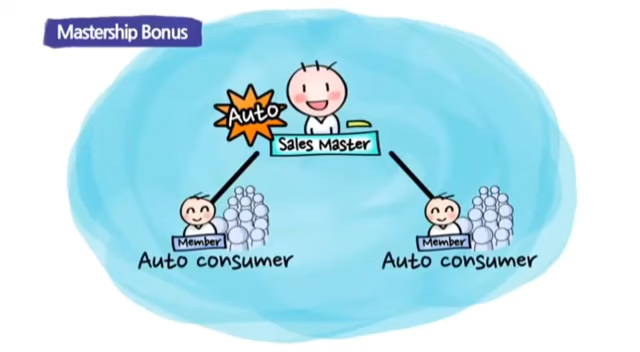 Mastership Bonus
Auto
Sales Master
Member
Auto consumer
Member
Auto consumer